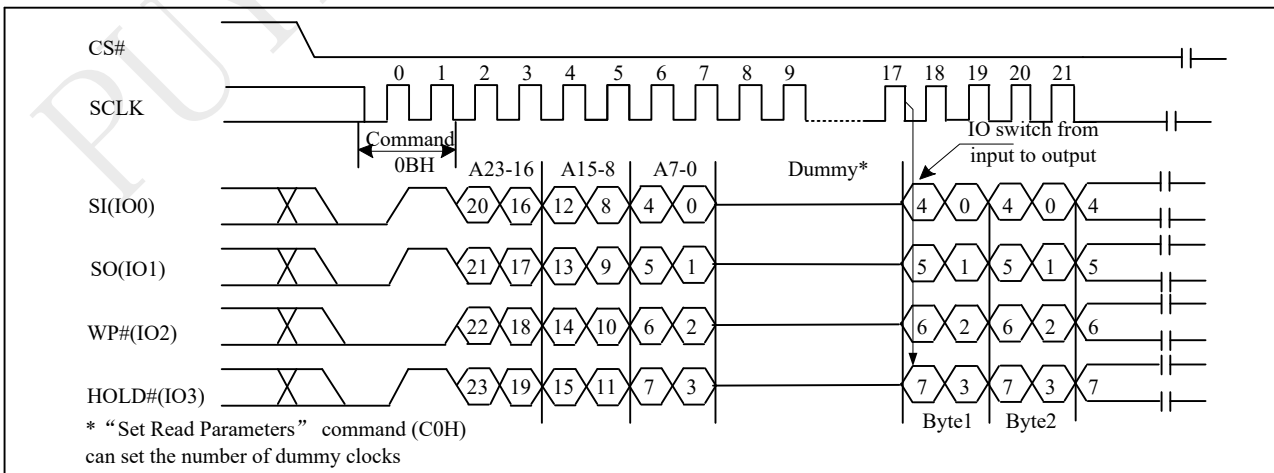 PUY
CS#
0 1 2 3 4 5 6 7 8 9 17 18 19 20 21
SCLK
Command
0BH
IO switch from
input to output
A23-16 A15-8 A7-0 Dummy*
SI(IO0) 20 16 12 8 4 0 4 0 4 0 4
SO(IO1) 21 17 13 9 5 1 5 1 5 1 5
WP#(IO2) 22 18 14 10 6 2 6 2 6 2 6
HOLD#(IO3) 23 19 15 11 7 3 7 3 7 3 7
Byte1 Byte2
* “Set Read Parameters” command (C0H)
can set the number of dummy clocks